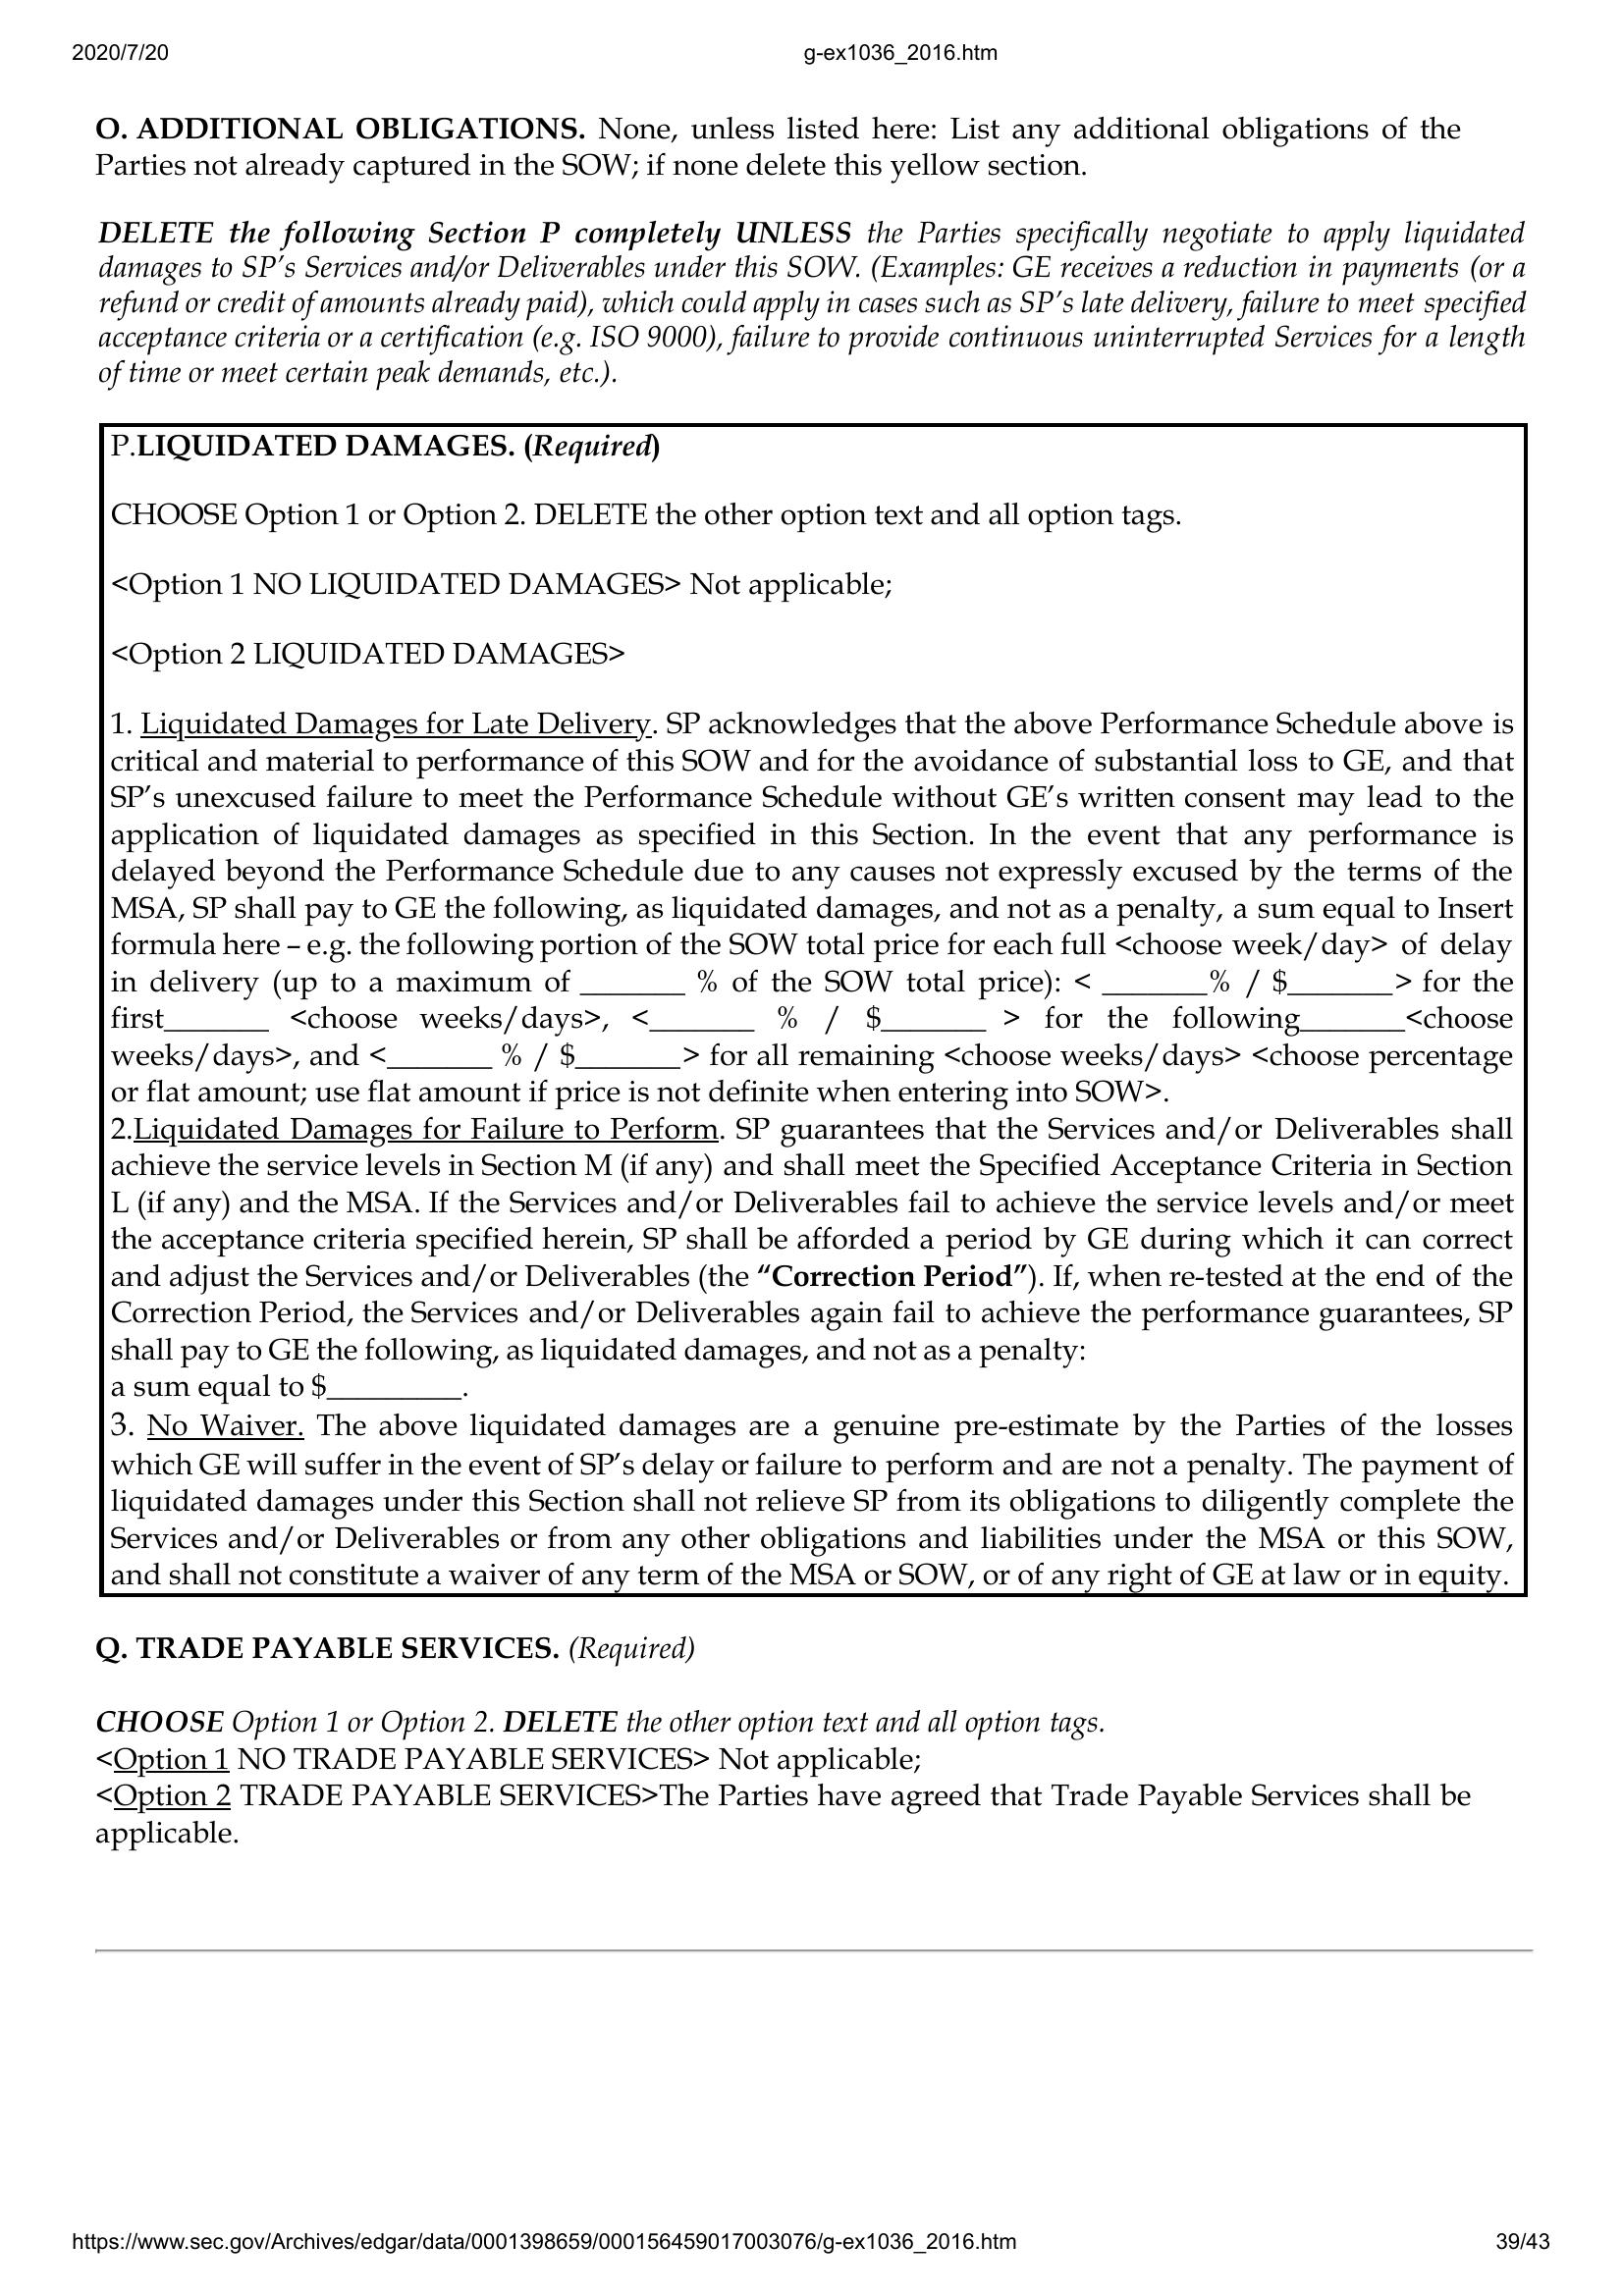 2020/7/20 g-ex1036_2016.htm
O. ADDITIONAL OBLIGATIONS. None, unless listed here: List any additional obligations of the
Parties not already captured in the SOW; if none delete this yellow section.
DELETE the following Section P completely UNLESS the Parties specifically negotiate to apply liquidated
damages to SP’s Services and/or Deliverables under this SOW. (Examples: GE receives a reduction in payments (or a
refund or credit of amounts already paid), which could apply in cases such as SP’s late delivery, failure to meet specified
acceptance criteria or a certification (e.g. ISO 9000), failure to provide continuous uninterrupted Services for a length
of time or meet certain peak demands, etc.).
P.LIQUIDATED DAMAGES. (Required)
CHOOSE Option 1 or Option 2. DELETE the other option text and all option tags.
<Option 1 NO LIQUIDATED DAMAGES> Not applicable;
<Option 2 LIQUIDATED DAMAGES>
1. Liquidated Damages for Late Delivery. SP acknowledges that the above Performance Schedule above is
critical and material to performance of this SOW and for the avoidance of substantial loss to GE, and that
SP’s unexcused failure to meet the Performance Schedule without GE’s written consent may lead to the
application of liquidated damages as specified in this Section. In the event that any performance is
delayed beyond the Performance Schedule due to any causes not expressly excused by the terms of the
MSA, SP shall pay to GE the following, as liquidated damages, and not as a penalty, a sum equal to Insert
formula here – e.g. the following portion of the SOW total price for each full <choose week/day> of delay
in delivery (up to a maximum of _______ % of the SOW total price): < _______% / $_______> for the
first_______ <choose weeks/days>, <_______ % / $_______ > for the following_______<choose
weeks/days>, and <_______ % / $_______> for all remaining <choose weeks/days> <choose percentage
or flat amount; use flat amount if price is not definite when entering into SOW>.
2.Liquidated Damages for Failure to Perform. SP guarantees that the Services and/or Deliverables shall
achieve the service levels in Section M (if any) and shall meet the Specified Acceptance Criteria in Section
L (if any) and the MSA. If the Services and/or Deliverables fail to achieve the service levels and/or meet
the acceptance criteria specified herein, SP shall be afforded a period by GE during which it can correct
and adjust the Services and/or Deliverables (the “Correction Period”). If, when re-tested at the end of the
Correction Period, the Services and/or Deliverables again fail to achieve the performance guarantees, SP
shall pay to GE the following, as liquidated damages, and not as a penalty:
a sum equal to $_________.
3. No Waiver. The above liquidated damages are a genuine pre-estimate by the Parties of the losses
which GE will suffer in the event of SP’s delay or failure to perform and are not a penalty. The payment of
liquidated damages under this Section shall not relieve SP from its obligations to diligently complete the
Services and/or Deliverables or from any other obligations and liabilities under the MSA or this SOW,
and shall not constitute a waiver of any term of the MSA or SOW, or of any right of GE at law or in equity.
Q. TRADE PAYABLE SERVICES. (Required)
CHOOSE Option 1 or Option 2. DELETE the other option text and all option tags.
<Option 1 NO TRADE PAYABLE SERVICES> Not applicable;
<Option 2 TRADE PAYABLE SERVICES>The Parties have agreed that Trade Payable Services shall be
applicable.
https://www.sec.gov/Archives/edgar/data/0001398659/000156459017003076/g-ex1036_2016.htm 39/43